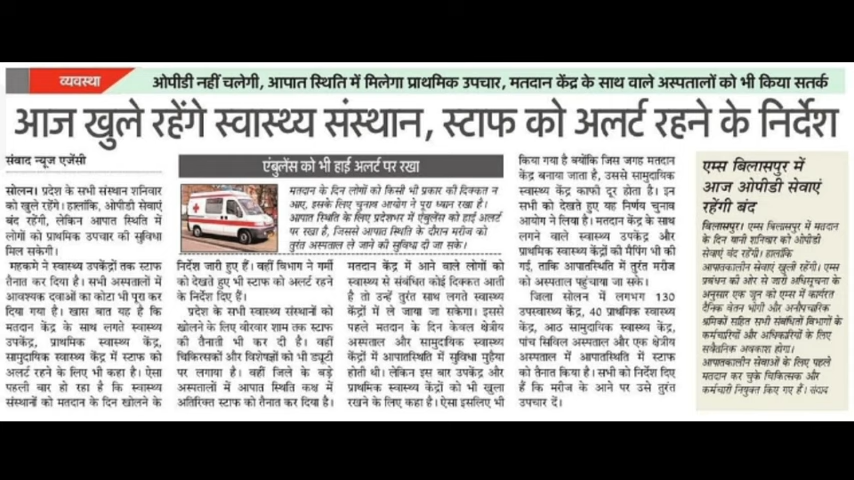 व्यवस्था
ओपीडी नहीं चलेगी, आपात स्थिति में मिलेगा प्राथमिक उपचार, मतदान केंद्र के साथ वाले अस्पतालों को भी किया सतर्क
आज खुले रहेंगे स्वास्थ्य संस्थान, स्टाफ को अलर्ट रहने के निर्देश
संवाद न्यूज एजेंसी
सोलन। प्रदेश के सभी संस्थान शनिवार
को खुले रहेंगे। हालांकि, ओपीडी सेवाएं
बंद रहेंगी, लेकिन आपात स्थिति में
लोगों को प्राथमिक उपचार की सुविधा
मिल सकेगी।
महकमे ने स्वास्थ्य उपकेंद्रों तक स्टाफ
तैनात कर दिया है। सभी अस्पतालों में
आवश्यक दवाओं का कोटा भी पूरा कर
दिया गया है। खास बात यह है कि
मतदान केंद्र के साथ लगते स्वास्थ्य
उपकेंद्र, प्राथमिक स्वास्थ्य केंद्र,
सामुदायिक स्वास्थ्य केंद्र में स्टाफ को
अलर्ट रहने के लिए भी कहा है। ऐसा
पहली बार हो रहा है कि स्वास्थ्य
संस्थानों को मतदान के दिन खोलने के
एंबुलेंस को भी हाई अलर्ट पर रखा
मतदान के दिन लोगों को किसी भी प्रकार की दिक्कत न
आए, इसके लिए चुनाव आयोग ने पूरा ध्यान रखा है।
आपात स्थिति के लिए प्रदेशभर में एंबुलेंस को हाई अलर्ट
पर रखा है, जिससे आपात स्थिति के दौरान मरीज को
तुरंत अस्पताल ले जाने की सुविधा दी जा सके।
निर्देश जारी हुए हैं। वहीं विभाग ने गर्मी
को देखते हुए भी स्टाफ को अलर्ट रहने
के निर्देश दिए हैं।
प्रदेश के सभी स्वास्थ्य संस्थानों को
खोलने के लिए वीरवार शाम तक स्टाफ
की तैनाती भी कर दी है। वहीं
चिकित्सकों और विशेषज्ञों को भी ड्यूटी
पर लगाया है। वहीं जिले के बड़े
अस्पतालों में आपात स्थिति कक्ष में
अतिरिक्त स्टाफ को तैनात कर दिया है।
मतदान केंद्र में आने वाले लोगों को
स्वास्थ्य से संबंधित कोई दिक्कत आती
है तो उन्हें तुरंत साथ लगते स्वास्थ्य
केंद्रों में ले जाया जा सकेगा। इससे
पहले मतदान के दिन केवल क्षेत्रीय
अस्पताल और सामुदायिक स्वास्थ्य
केंद्रों में आपातस्थिति में सुविधा मुहैया
होती थी। लेकिन इस बार उपकेंद्र और
प्राथमिक स्वास्थ्य केंद्रों को भी खुला
रखने के लिए कहा है। ऐसा इसलिए भी
किया गया है क्योंकि जिस जगह मतदान
केंद्र बनाया जाता है, उससे सामुदायिक
स्वास्थ्य केंद्र काफी दूर होता है। इन
सभी को देखते हुए यह निर्णय चुनाव
आयोग ने लिया है। मतदान केंद्र के साथ
लगने वाले स्वास्थ्य उपकेंद्र और
प्राथमिक स्वास्थ्य केंद्रों की मैपिंग भी की
गई, ताकि आपातस्थिति में तुरंत मरीज
को अस्पताल पहुंचाया जा सके।
जिला सोलन में लगभग 130
उपस्वास्थ्य केंद्र, 40 प्राथमिक स्वास्थ्य
केंद्र, आठ सामुदायिक स्वास्थ्य केंद्र,
पांच सिविल अस्पताल और एक क्षेत्रीय
अस्पताल में आपातस्थिति में स्टाफ
को तैनात किया है। सभी को निर्देश दिए
हैं कि मरीज के आने पर उसे तुरंत
उपचार दें।
एम्स बिलासपुर में
आज ओपीडी सेवाएं
रहेंगी बंद
बिलासपुर। एम्स बिलासपुर में मतदान
के दिन यानी शनिवार को ओपीडी
सेवाएं बंद रहेंगी। हालांकि
आपातकालीन सेवाएं खुली रहेंगी। एम्स
प्रबंधन की ओर से जारी अधिसूचना के
अनुसार एक जून को एम्स में कार्यरत
दैनिक वेतन भोगी और अनौपचारिक
श्रमिकों सहित सभी संबंधित विभागों के
कर्मचारियों और अधिकारियों के लिए
सवैतनिक अवकाश होगा।
आपातकालीन सेवाओं के लिए पहले
मतदान कर चुके चिकित्सक और
कर्मचारी नियुक्त किए गए हैं। संवाद